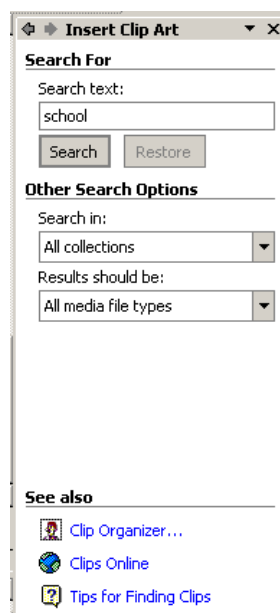 Insert Clip Art
Search For
Search text:
school
Search Restore
Other Search Options
Search in:
All collections
Results should be:
All media file types
See also
Clip Organizer...
Clips Online
Tips for Finding Clips